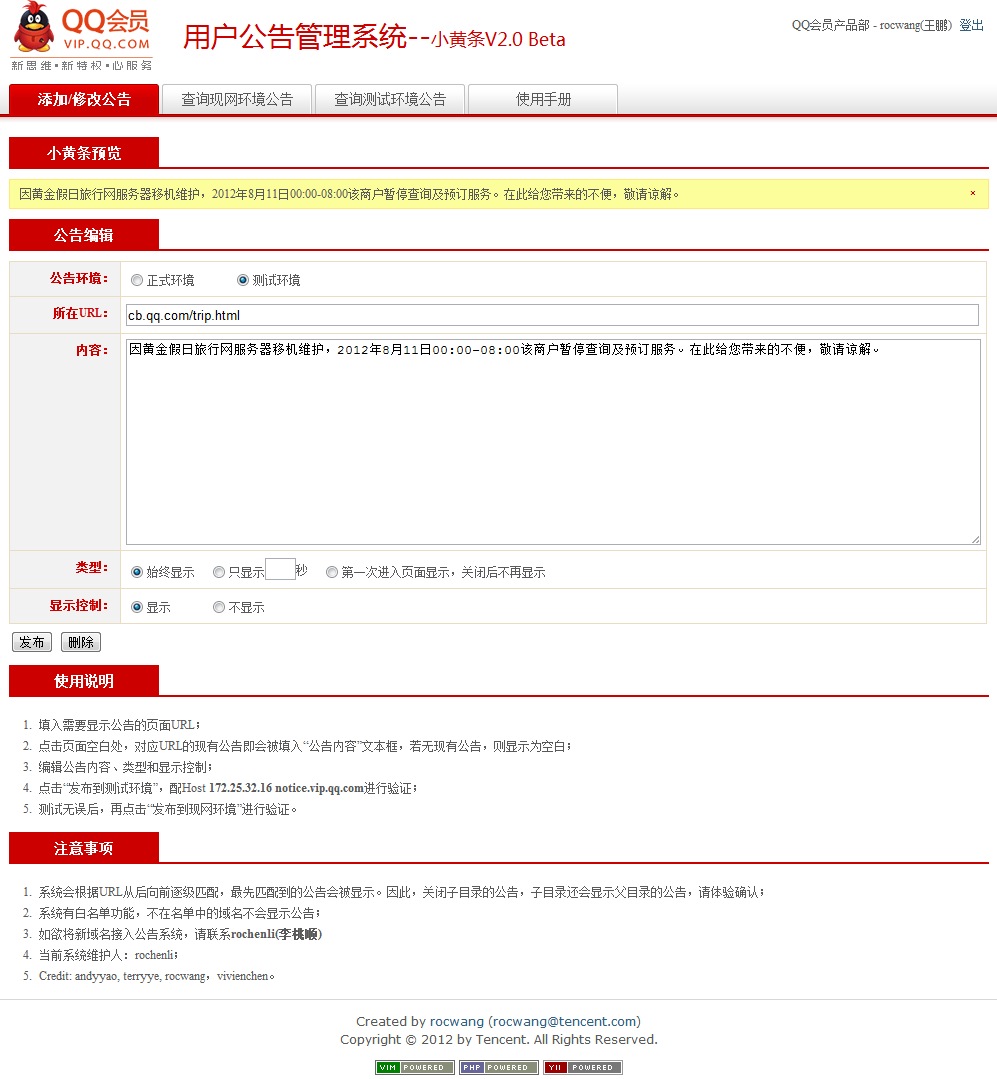 QQ会员
VIP.QQ.COM
新思维·新特权·心服务
用户公告管理系统--小黄条V2.0 Beta
QQ会员产品部 - rocwang(王鹏) 登出
添加/修改公告 查询现网环境公告 查询测试环境公告 使用手册
小黄条预览
因黄金假日旅行网服务器移机维护，2012年8月11日00:00-08:00该商户暂停查询及预订服务。在此给您带来的不便，敬请谅解。 ×
公告编辑
公告环境： 正式环境 测试环境
所在URL： cb.qq.com/trip.html
内容： 因黄金假日旅行网服务器移机维护，2012年8月11日00:00-08:00该商户暂停查询及预订服务。在此给您带来的不便，敬请谅解。
类型： 始终显示 只显示 秒 第一次进入页面显示，关闭后不再显示
显示控制： 显示 不显示
发布 删除
使用说明
1. 填入需要显示公告的页面URL；
2. 点击页面空白处，对应URL的现有公告即会被填入“公告内容”文本框，若无现有公告，则显示为空白；
3. 编辑公告内容、类型和显示控制；
4. 点击“发布到测试环境”，配Host 172.25.32.16 notice.vip.qq.com进行验证；
5. 测试无误后，再点击“发布到现网环境”进行验证。
注意事项
1. 系统会根据URL从后向前逐级匹配，最先匹配到的公告会被显示。因此，关闭子目录的公告，子目录还会显示父目录的公告，请体验确认；
2. 系统有白名单功能，不在名单中的域名不会显示公告；
3. 如欲将新域名接入公告系统，请联系rochenli(李桃顺)
4. 当前系统维护人：rochenli；
5. Credit: andyyao, terryye, rocwang，vivienchen。
Created by rocwang (rocwang@tencent.com)
Copyright © 2012 by Tencent. All Rights Reserved.
VIM POWERED PHP POWERED YII POWERED